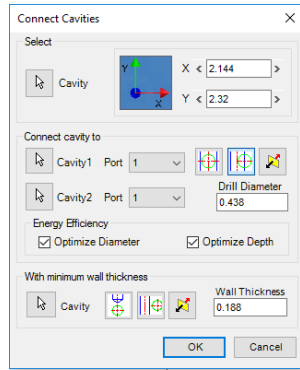 Connect Cavities
Select
Cavity
Y
X
X < 2.144 >
Y < 2.32 >
Connect cavity to
Cavity1 Port 1
Cavity2 Port 1
Drill Diameter
0.438
Energy Efficiency
Optimize Diameter
Optimize Depth
With minimum wall thickness
Cavity
Wall Thickness
0.188
OK
Cancel